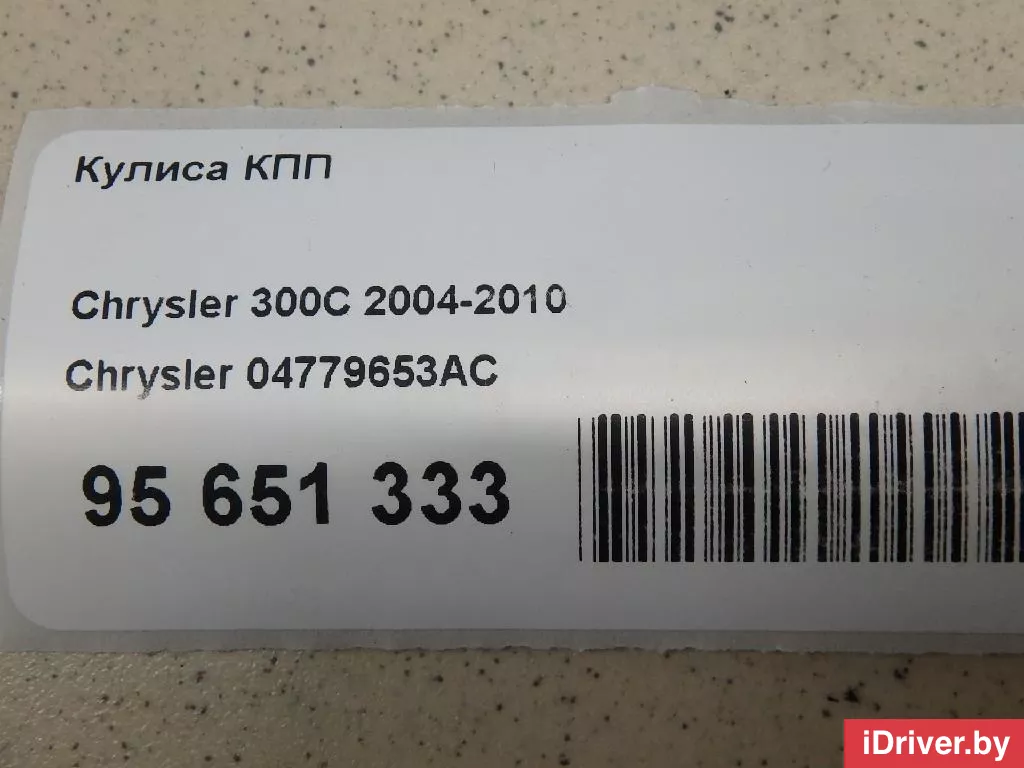 Кулиса КПП
Chrysler 300C 2004-2010
Chrysler 04779653AC
95 651 333
iDriver.by